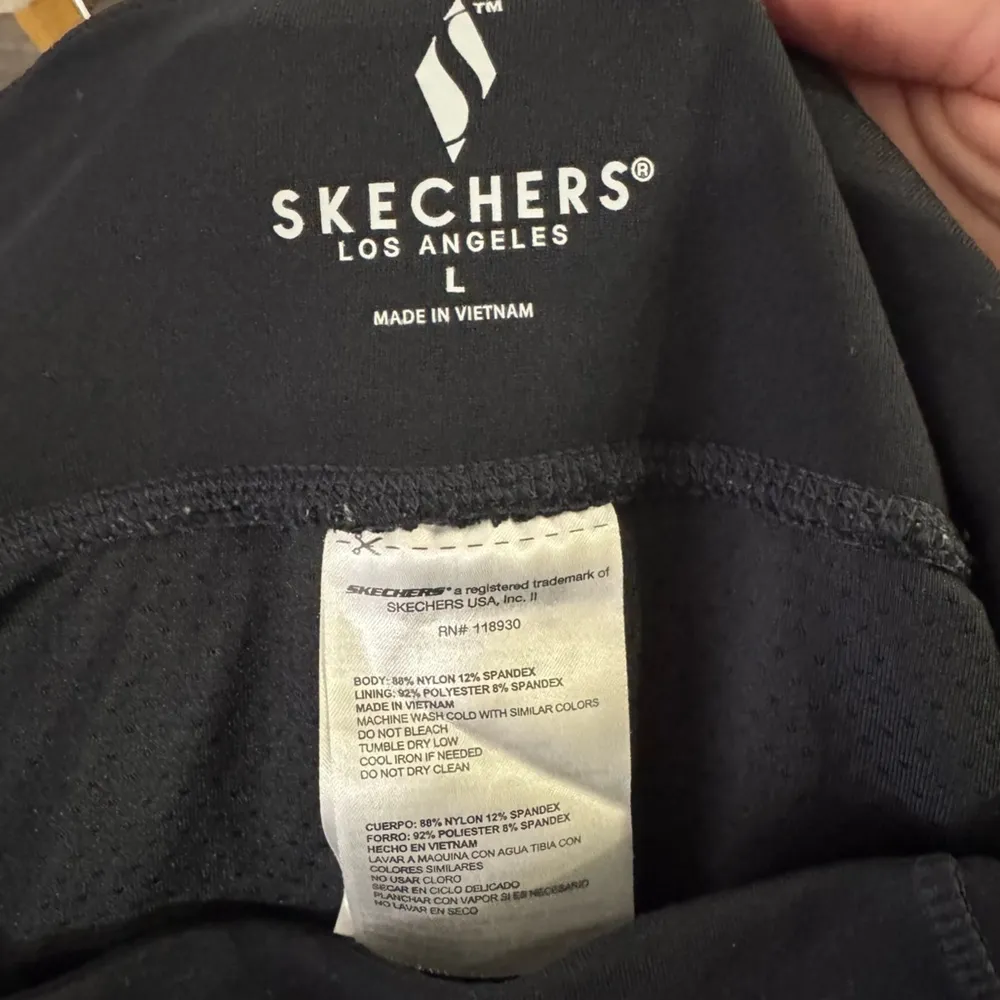 ™
SKECHERS®
LOS ANGELES
L
MADE IN VIETNAM
SKECHERS® a registered trademark of
SKECHERS USA, Inc. II
RN# 118930
BODY: 88% NYLON 12% SPANDEX
LINING: 92% POLYESTER 8% SPANDEX
MADE IN VIETNAM
MACHINE WASH COLD WITH SIMILAR COLORS
DO NOT BLEACH
TUMBLE DRY LOW
COOL IRON IF NEEDED
DO NOT DRY CLEAN
CUERPO: 88% NYLON 12% SPANDEX
FORRO: 92% POLIESTER 8% SPANDEX
HECHO EN VIETNAM
LAVAR A MAQUINA CON AGUA TIBIA CON
COLORES SIMILARES
NO USAR CLORO
SECAR EN CICLO DELICADO
PLANCHAR CON VAPOR SI ES NECESARIO
NO LAVAR EN SECO